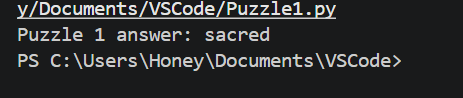 y/Documents/VSCode/Puzzle1.py
Puzzle 1 answer: sacred
PS C:\Users\Honey\Documents\VSCode>